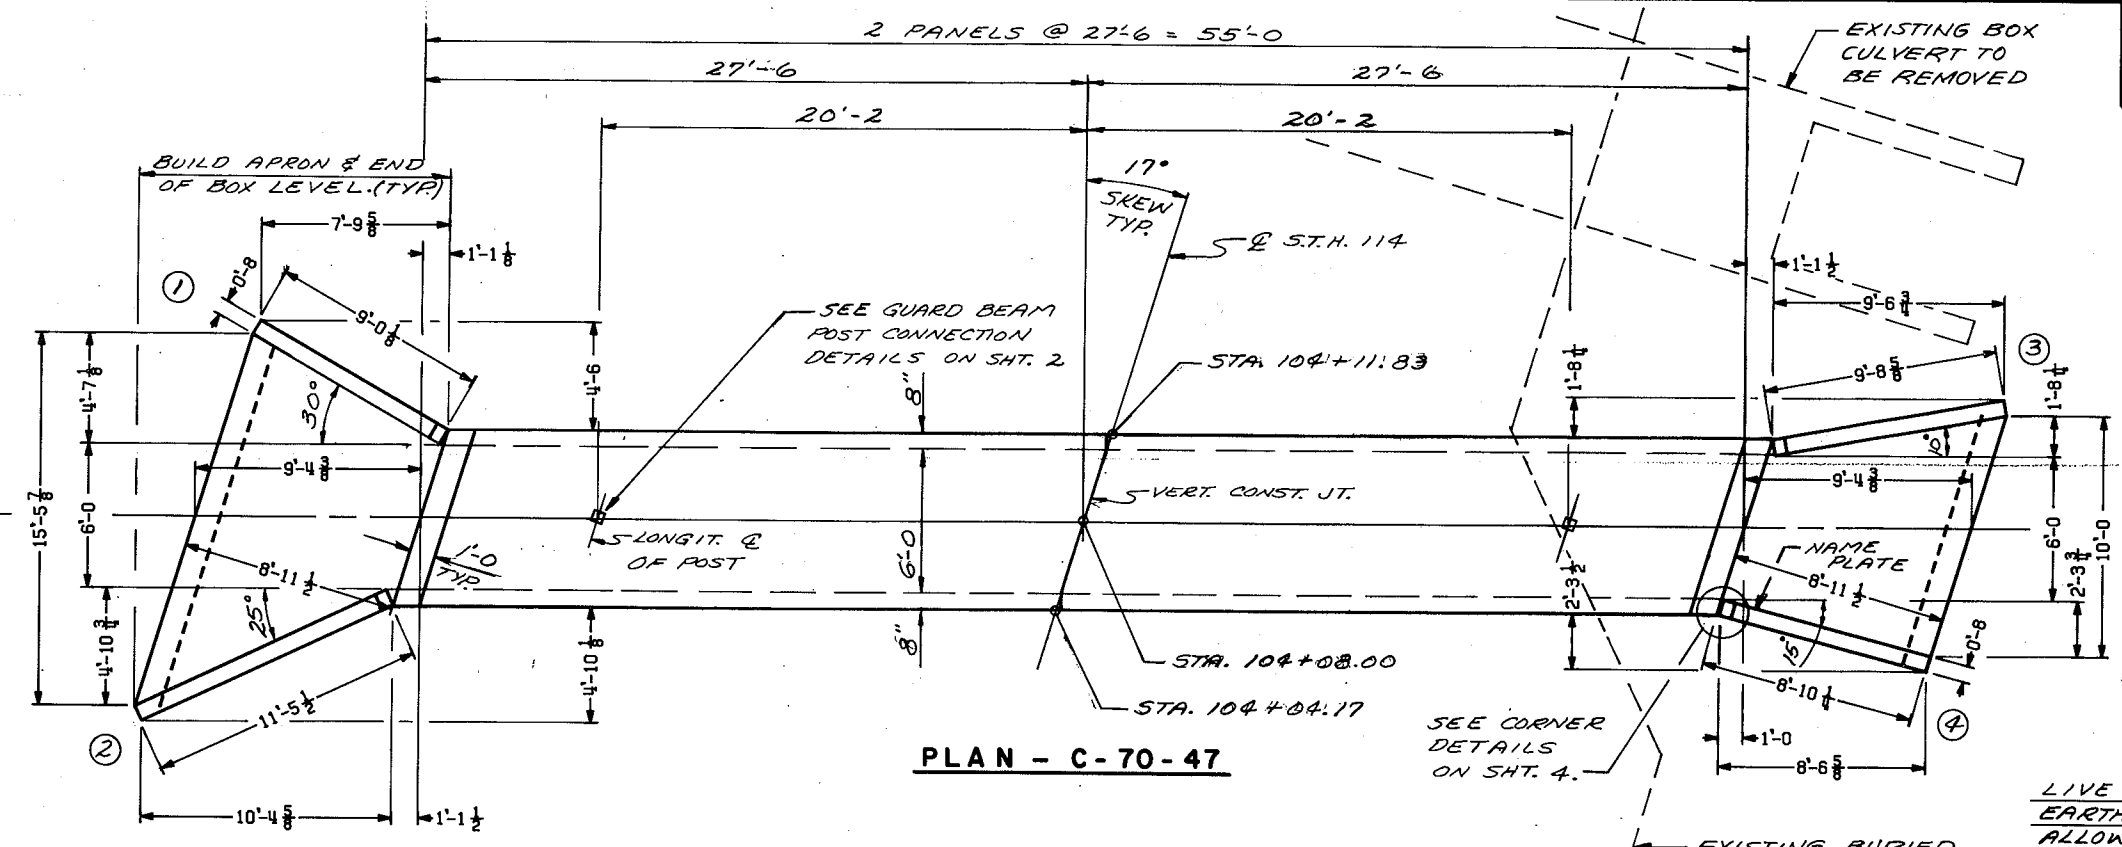 2 PANELS @ 27'-6 = 55'-0
27'-6
27'-6
20'-2
20'-2
EXISTING BOX
CULVERT TO
BE REMOVED
BUILD APRON & END
OF BOX LEVEL. (TYP.)
17°
SKEW
TYP.
℄ S.T.H. 114
7'-9 5/8
1'-1 1/8
1'-1 1/2
9'-6 3/4
1
0'-8
9'-0 1/8
SEE GUARD BEAM
POST CONNECTION
DETAILS ON SHT. 2
STA. 104+11.83
3
9'-8 5/8
1'-8 1/4
1'-8 1/4
4'-6
8"
4'-7 1/8
30°
10°
9'-4 3/8
9'-4 3/8
VERT. CONST. JT.
15'-5 7/8
6'-0
6'-0
6'-0
10'-0
LONGIT. ℄
OF POST
1'-0
TYP.
8'-11 1/2
NAME
PLATE
8'-11 1/2
2'-3 1/2
2'-3 3/4
25°
4'-10 3/4
4'-10 1/8
8"
15°
0'-8
STA. 104+08.00
STA. 104+04.17
11'-5 1/2
8'-10 1/4
2
4
SEE CORNER
DETAILS
ON SHT. 4.
1'-0
8'-6 5/8
PLAN - C-70-47
10'-4 5/8
1'-1 1/2
LIVE
EARTH
ALLOW
EXISTING BURIED